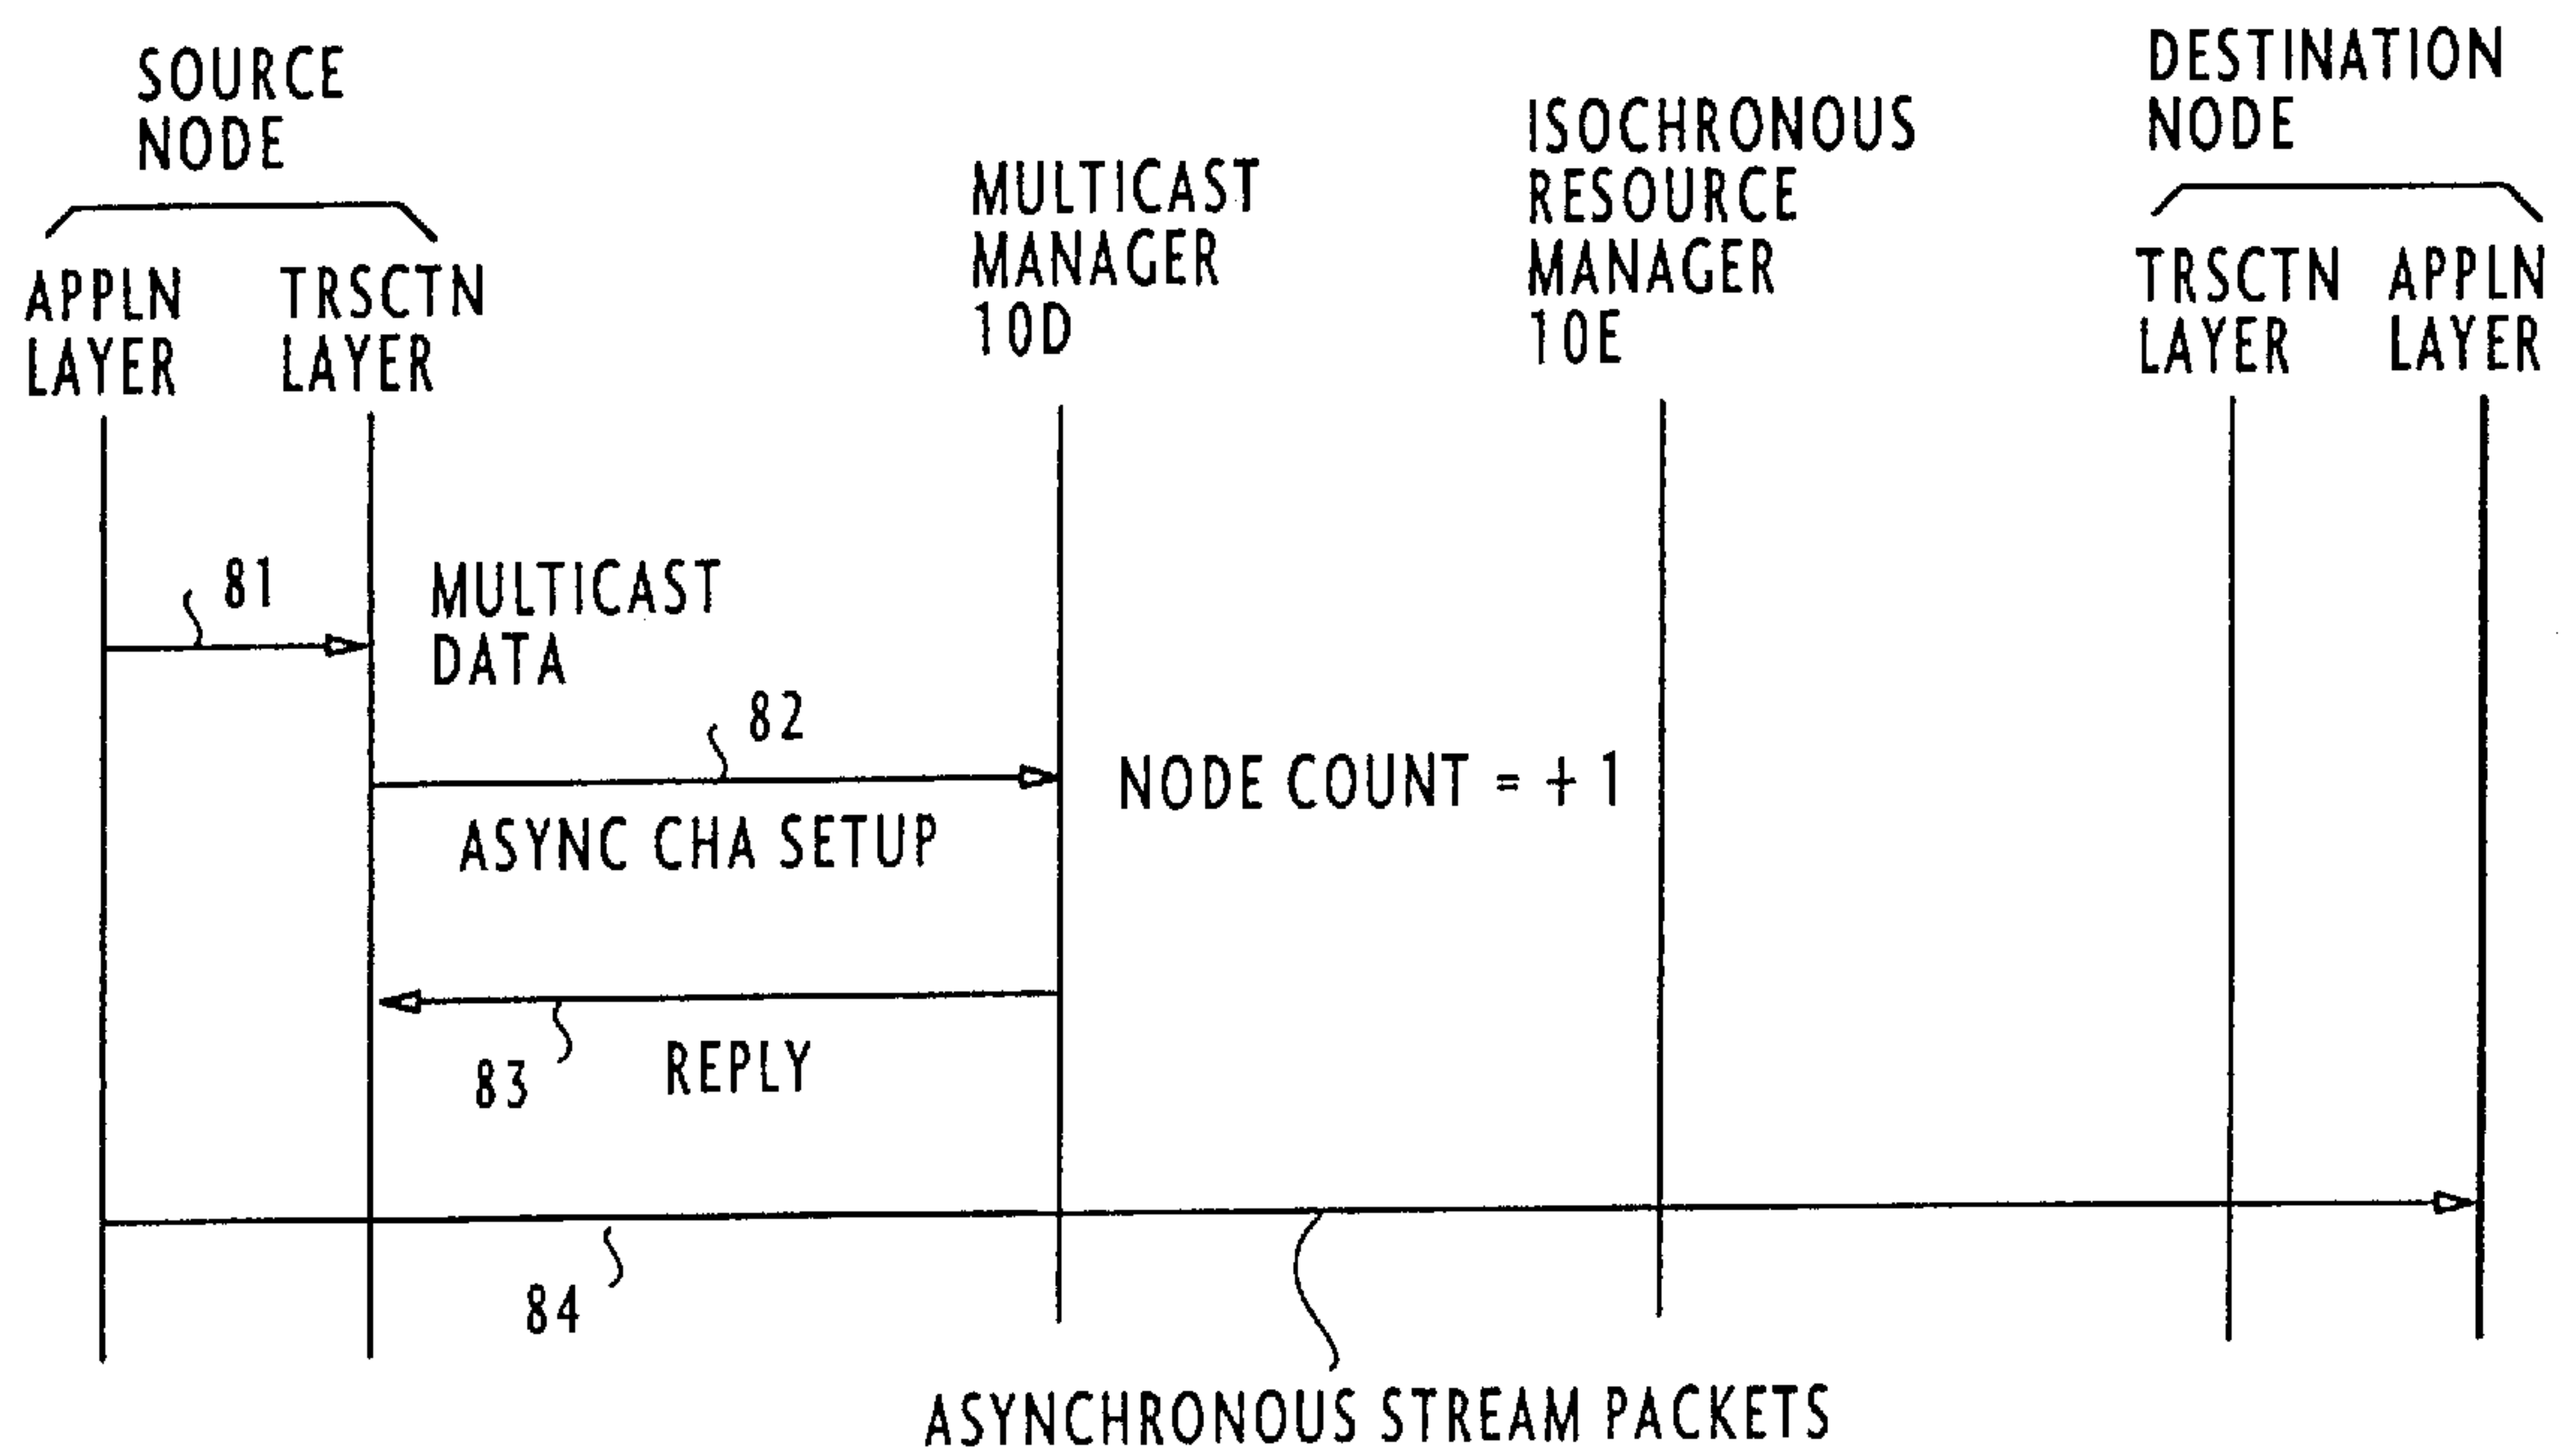 SOURCE
NODE
DESTINATION
NODE
MULTICAST
MANAGER
10D
ISOCHRONOUS
RESOURCE
MANAGER
10E
APPLN
LAYER
TRSCTN
LAYER
TRSCTN
LAYER
APPLN
LAYER
81
MULTICAST
DATA
82
NODE COUNT = + 1
ASYNC CHA SETUP
83
REPLY
84
ASYNCHRONOUS STREAM PACKETS